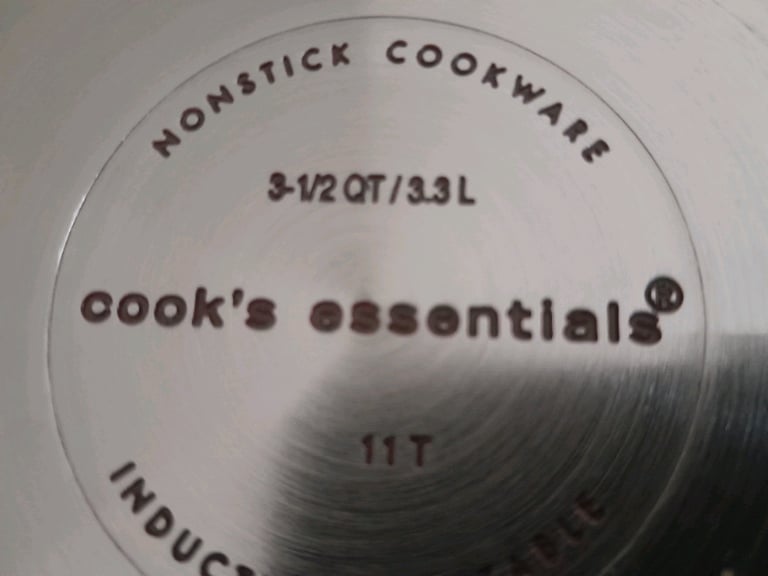 NONSTICK COOKWARE
3-1/2 QT / 3.3 L
cook's essentials®
11 T